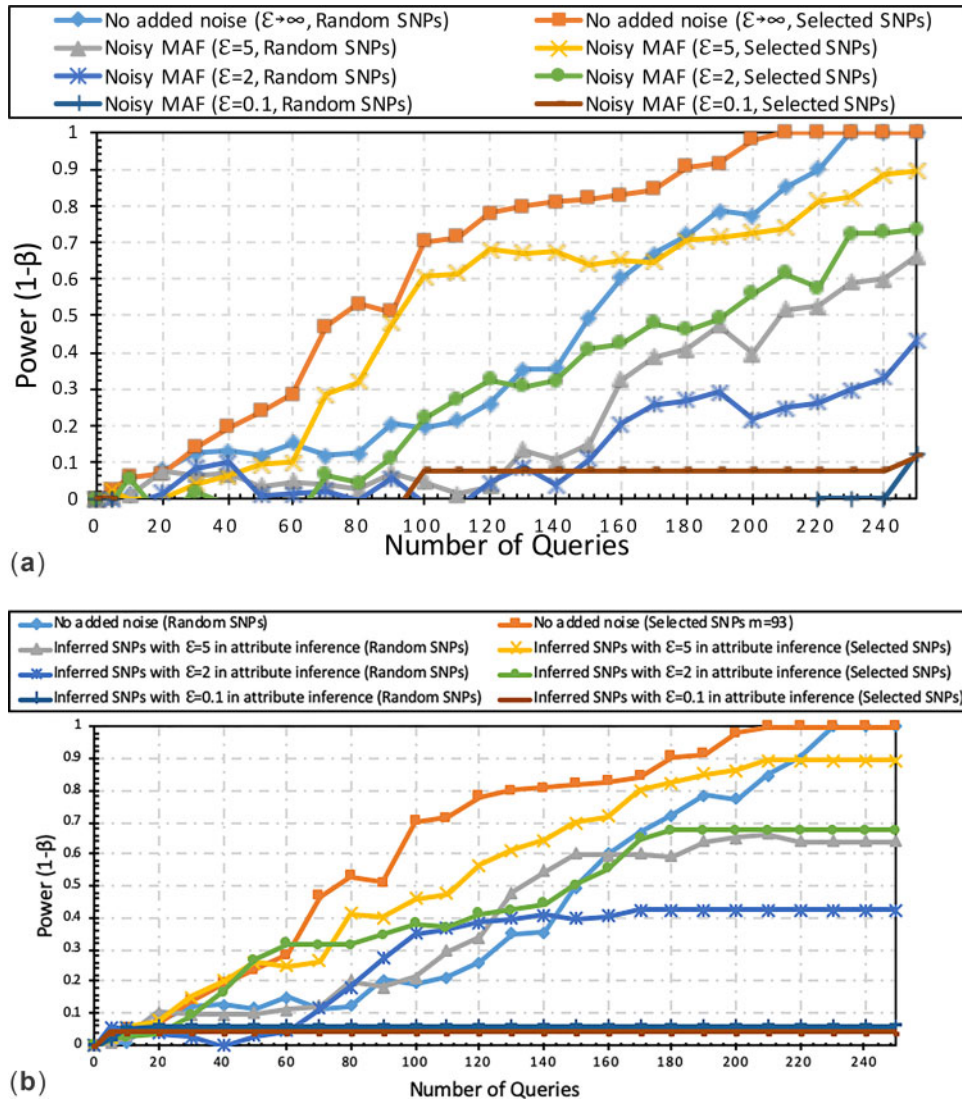 No added noise (Ɛ→∞, Random SNPs) No added noise (Ɛ→∞, Selected SNPs)
Noisy MAF (Ɛ=5, Random SNPs) Noisy MAF (Ɛ=5, Selected SNPs)
Noisy MAF (Ɛ=2, Random SNPs) Noisy MAF (Ɛ=2, Selected SNPs)
Noisy MAF (Ɛ=0.1, Random SNPs) Noisy MAF (Ɛ=0.1, Selected SNPs)
1
0.9
0.8
0.7
0.6
0.5
0.4
0.3
0.2
0.1
0
Power (1-β)
0 20 40 60 80 100 120 140 160 180 200 220 240
Number of Queries
(a)
No added noise (Random SNPs) No added noise (Selected SNPs m=93)
Inferred SNPs with Ɛ=5 in attribute inference (Random SNPs) Inferred SNPs with Ɛ=5 in attribute inference (Selected SNPs)
Inferred SNPs with Ɛ=2 in attribute inference (Random SNPs) Inferred SNPs with Ɛ=2 in attribute inference (Selected SNPs)
Inferred SNPs with Ɛ=0.1 in attribute inference (Random SNPs) Inferred SNPs with Ɛ=0.1 in attribute inference (Selected SNPs)
1
0.9
0.8
0.7
0.6
0.5
0.4
0.3
0.2
0.1
0
Power (1-β)
0 20 40 60 80 100 120 140 160 180 200 220 240
Number of Queries
(b)